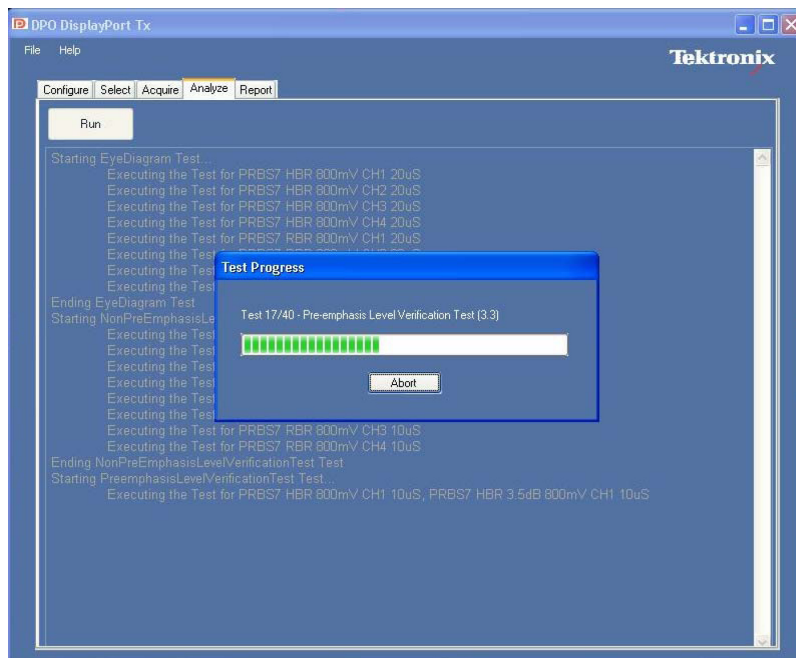 DPO DisplayPort Tx
File Help
Tektronix
Configure Select Acquire Analyze Report
Run
Starting EyeDiagram Test...
Executing the Test for PRBS7 HBR 800mV CH1 20uS
Executing the Test for PRBS7 HBR 800mV CH2 20uS
Executing the Test for PRBS7 HBR 800mV CH3 20uS
Executing the Test for PRBS7 HBR 800mV CH4 20uS
Executing the Test for PRBS7 RBR 800mV CH1 20uS
Executing the Test
Executing the Test
Executing the Test
Ending EyeDiagram Test
Starting NonPreEmphasisLe
Executing the Test
Executing the Test
Executing the Test
Executing the Test
Executing the Test
Executing the Test
Executing the Test for PRBS7 RBR 800mV CH3 10uS
Executing the Test for PRBS7 RBR 800mV CH4 10uS
Ending NonPreEmphasisLevelVerificationTest Test
Starting PreemphasisLevelVerificationTest Test...
Executing the Test for PRBS7 HBR 800mV CH1 10uS, PRBS7 HBR 3.5dB 800mV CH1 10uS
Test Progress
Test 17/40 - Pre-emphasis Level Verification Test (3.3)
Abort